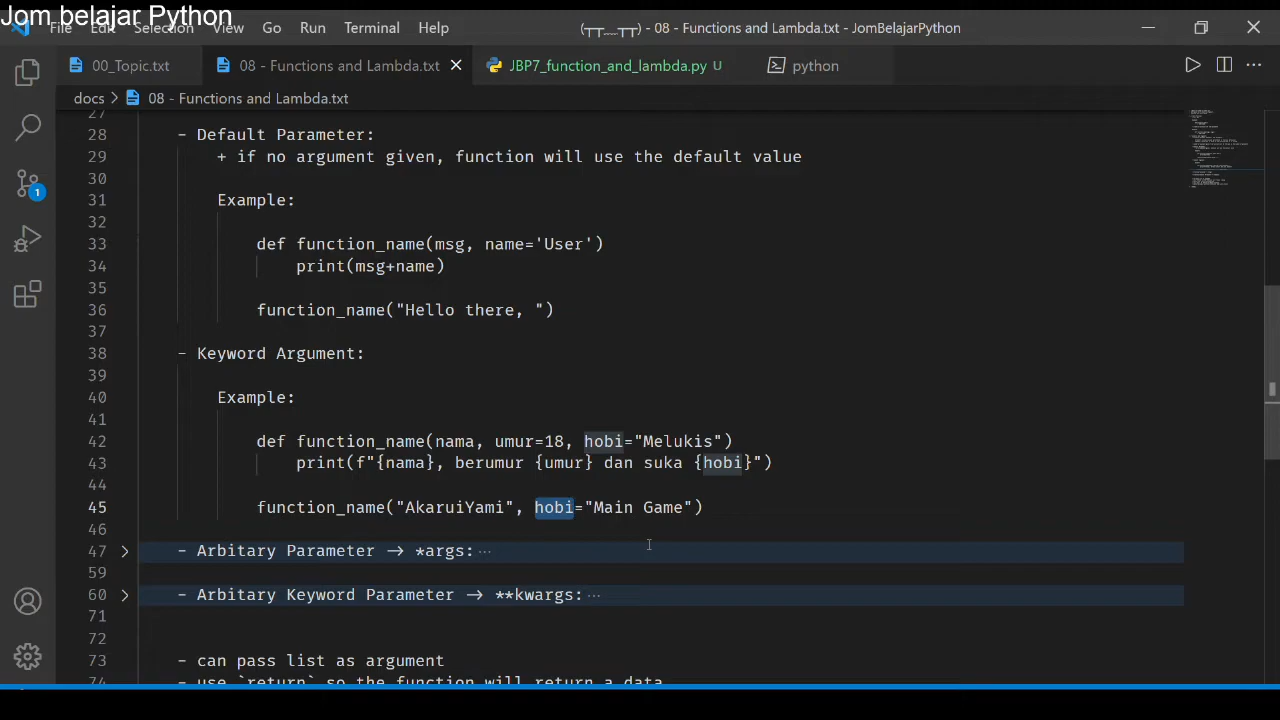 Jom belajar Python
File Edit Selection View Go Run Terminal Help (┬┬﹏┬┬) - 08 - Functions and Lambda.txt - JomBelajarPython
00_Topic.txt 08 - Functions and Lambda.txt JBP7_function_and_lambda.py U python
docs > 08 - Functions and Lambda.txt
27
28 - Default Parameter:
29 + if no argument given, function will use the default value
30
31 Example:
32
33 def function_name(msg, name='User')
34 print(msg+name)
35
36 function_name("Hello there, ")
37
38 - Keyword Argument:
39
40 Example:
41
42 def function_name(nama, umur=18, hobi="Melukis")
43 print(f"{nama}, berumur {umur} dan suka {hobi}")
44
45 function_name("AkaruiYami", hobi="Main Game")
46
47 - Arbitary Parameter → *args: ···
59
60 - Arbitary Keyword Parameter → **kwargs: ···
71
72
73 - can pass list as argument
74 - use `return` so the function will return a data
1